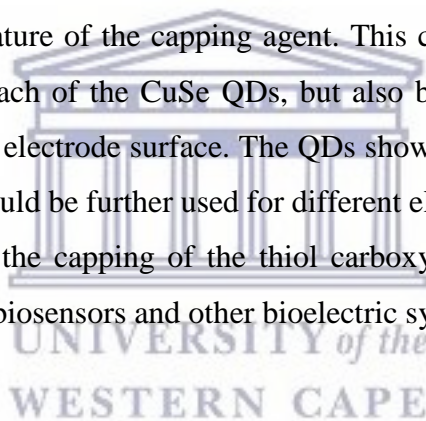 ature of the capping agent. This c
ach of the CuSe QDs, but also b
electrode surface. The QDs show
ould be further used for different el
the capping of the thiol carboxy
biosensors and other bioelectric sy
UNIVERSITY of the
WESTERN CAPE